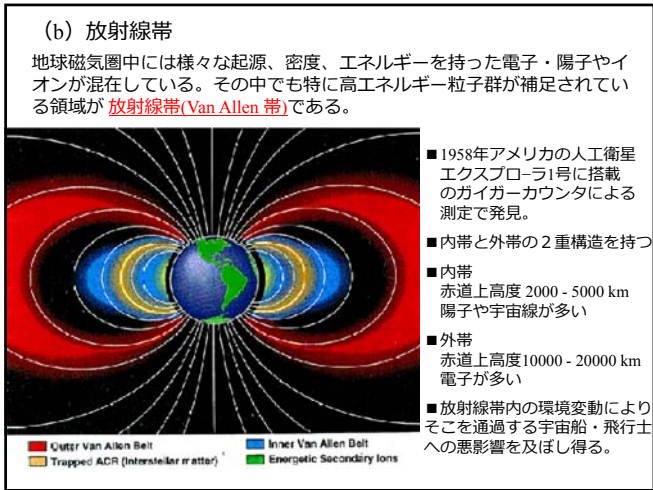 （b）放射線帯
地球磁気圏中には様々な起源、密度、エネルギーを持った電子・陽子やイ
オンが混在している。その中でも特に高エネルギー粒子群が補足されてい
る領域が 放射線帯(Van Allen 帯)である。
■1958年アメリカの人工衛星
エクスプローラ1号に搭載
のガイガーカウンタによる
測定で発見。
■内帯と外帯の２重構造を持つ
■内帯
赤道上高度 2000 - 5000 km
陽子や宇宙線が多い
■外帯
赤道上高度10000 - 20000 km
電子が多い
■放射線帯内の環境変動により
そこを通過する宇宙船・飛行士
への悪影響を及ぼし得る。
Outer Van Allen Belt
Inner Van Allen Belt
Trapped ACR (Interstellar matter)
Energetic Secondary Ions